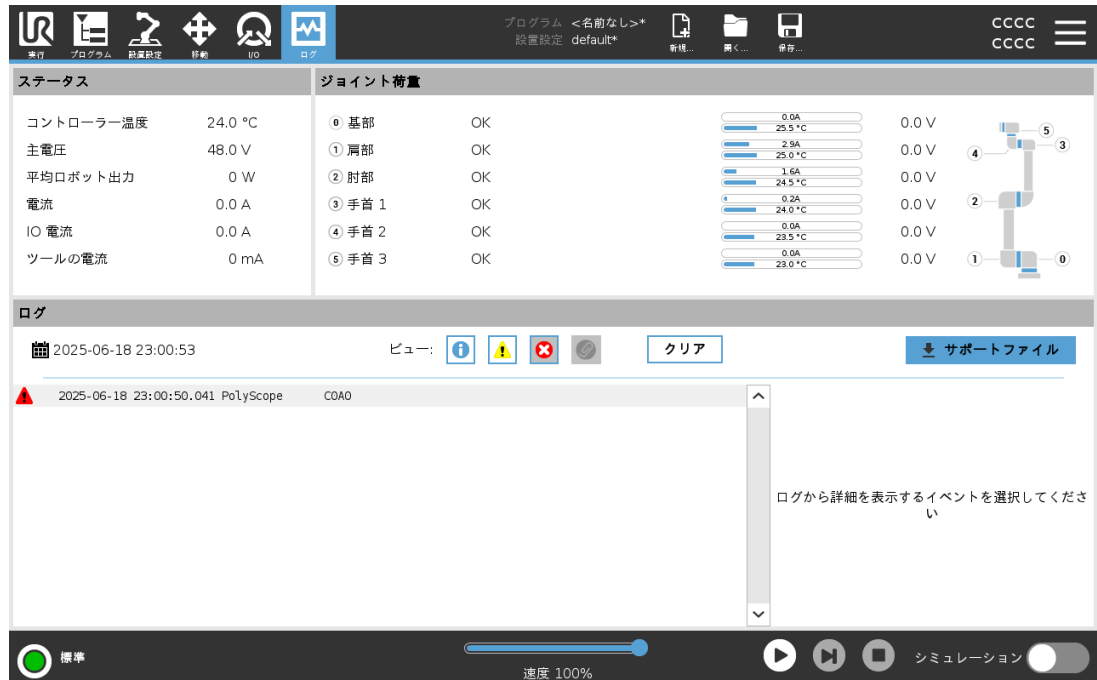 プログラム <名前なし>*
設置設定 default*
実行 プログラム 設置設定 移動 I/O ログ
新規... 開く... 保存...
CCCC
CCCC
ステータス
コントローラー温度 24.0 °C
主電圧 48.0 V
平均ロボット出力 0 W
電流 0.0 A
IO 電流 0.0 A
ツールの電流 0 mA
ジョイント荷重
0 基部 OK 0.0A 25.5 °C 0.0 V
1 肩部 OK 2.9A 25.0 °C 0.0 V
2 肘部 OK 1.6A 24.5 °C 0.0 V
3 手首 1 OK 0.2A 24.0 °C 0.0 V
4 手首 2 OK 0.0A 23.5 °C 0.0 V
5 手首 3 OK 0.0A 23.0 °C 0.0 V
5
3
4
2
1 0
ログ
2025-06-18 23:00:53 ビュー: クリア サポートファイル
2025-06-18 23:00:50.041 PolyScope C0A0
ログから詳細を表示するイベントを選択してくださ
い
標準
速度 100%
シミュレーション